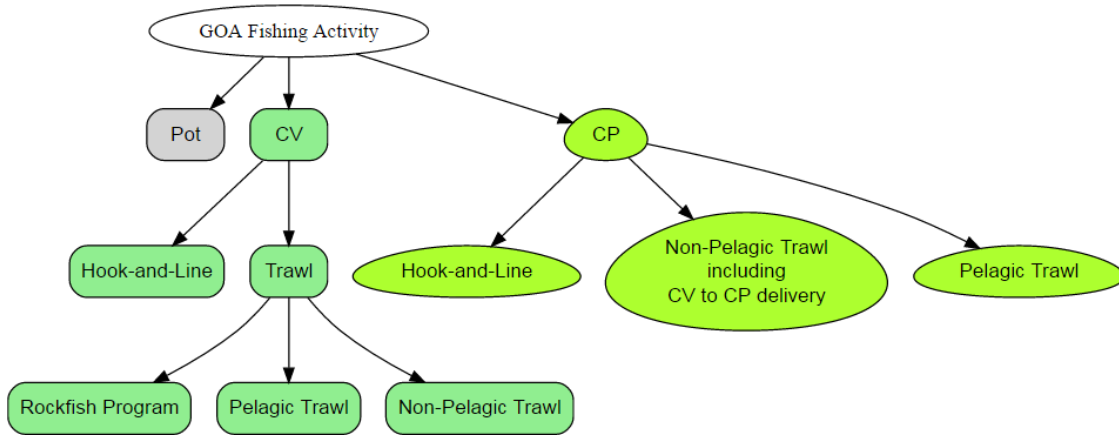 GOA Fishing Activity
Pot
CV
CP
Hook-and-Line
Trawl
Hook-and-Line
Non-Pelagic Trawl
including
CV to CP delivery
Pelagic Trawl
Rockfish Program
Pelagic Trawl
Non-Pelagic Trawl